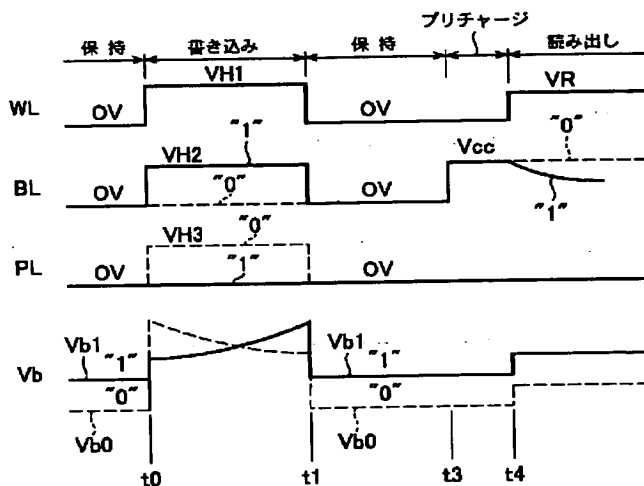 プリチャージ
保持 書き込み 保持 読み出し
WL 0V VH1 VR
BL 0V VH2 "1" "0" 0V Vcc "0" "1"
PL 0V VH3 "0" "1" 0V
Vb Vb1 "1" "0" Vb0 Vb1 "1" "0" Vb0
t0 t1 t3 t4